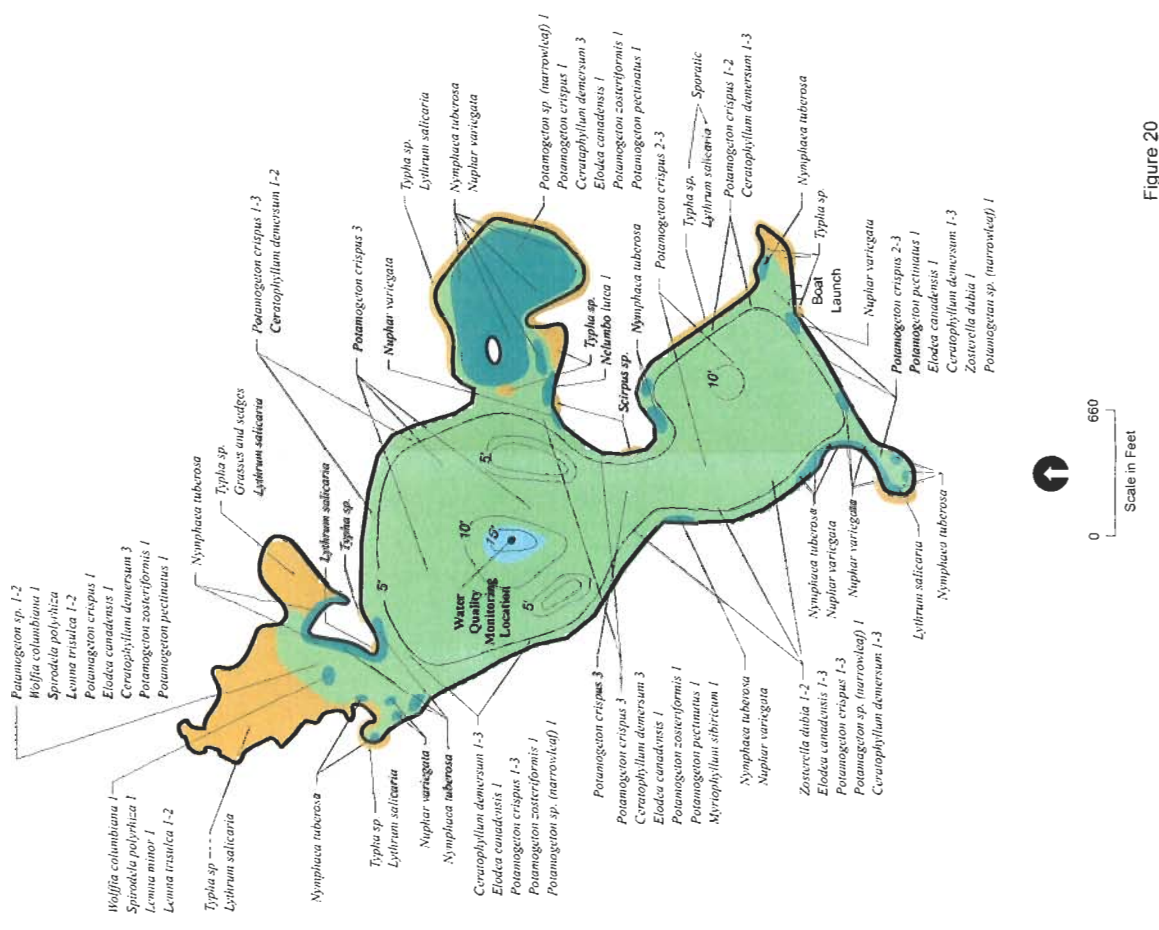 Wolffia columbiana 1
Spirodela polyrhiza 1
Lemna minor 1
Lemna trisulca 1-2
Potamogeton sp. 1-2
Wolfia columbiana 1
Spirodela polyrhiza
Lemna trisulca 1-2
Potamageton crispus 1
Elodea canadensis 1
Ceratophyllum demersum 3
Potamogeton zosteriformis 1
Potamogeton pectinatus 1
Nymphaea tuberosa
Typha sp.
Grasses and sedges
Lythrum salicaria
Lythrum salicaria
Typha sp.
Potamogeton crispus 1-3
Ceratophyllum demersum 1-2
Potamogeton crispus 3
Nuphar variegata
Typha sp.
Lythrum salicaria
Nymphaea tuberosa
Nuphar variegata
Potamogeton sp (narrowleaf) 1
Potamogeton crispus 1
Cerataphyllum demersum 3
Elodea canadensis 1
Potamogeton zosteriformis 1
Potamogeton pectinatus 1
Typha sp.
Nelumbo lutea 1
Scirpus sp.
Nymphaea tuberosa
Potamogeton crispus 2-3
Typha sp.
Lythrum salicaria
Sporatic
Potamogeton crispus 1-2
Ceratophyllum demersum 1-3
Nymphaea tuberosa
Typha sp.
Boat
Launch
Nuphar variegata
Potamogeton crispus 2-3
Potamogeton pectinatus 1
Elodea canadensis 1
Ceratophyllum demersum 1-3
Zosterella dubia 1
Potamogetan sp. (narrowleaf) 1
Typha sp
Lythrum salicaria
Nymphaea tuberosa
Typha sp
Lythrum salicaria
Nuphar variegata
Nymphaea tuberosa
Ceratophyllum demersum 1-3
Elodea canadensis 1
Potamogeton crispus 1-3
Potamogeton zosteriformis 1
Potamogeton sp. (narrowleaf) 1
5'
10'
15'
5'
5'
10'
Water
Quality
Monitoring
Location
Potamogeton crispus 3
Potamogeton crispus 3
Ceratophyllum demersum 3
Elodea canadensis 1
Potamogeton zosteriformis 1
Potamogeton pectinatus 1
Myriophyllum sibiricum 1
Nymphaea tuberosa
Nuphar variegata
Zosterella dubia 1-2
Elodea canadensis 1-3
Potamogeton crispus 1-3
Potamogeton sp. (narrowleaf) 1
Ceratophyllum demersum 1-3
Nymphaea tuberosa
Nuphar variegata
Nuphar variegata
Lythrum salicaria
Nymphaea tuberosa
0
660
Scale in Feet
Figure 20